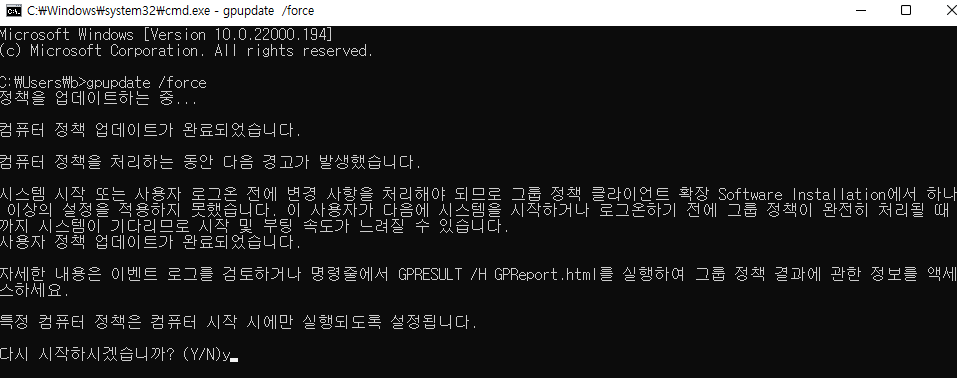 C:₩Windows₩system32₩cmd.exe - gpupdate  /force
Microsoft Windows [Version 10.0.22000.194]
(c) Microsoft Corporation. All rights reserved.
C:₩Users₩b>gpupdate /force
정책을 업데이트하는 중...
컴퓨터 정책 업데이트가 완료되었습니다.
컴퓨터 정책을 처리하는 동안 다음 경고가 발생했습니다.
시스템 시작 또는 사용자 로그온 전에 변경 사항을 처리해야 되므로 그룹 정책 클라이언트 확장 Software Installation에서 하나
이상의 설정을 적용하지 못했습니다. 이 사용자가 다음에 시스템을 시작하거나 로그온하기 전에 그룹 정책이 완전히 처리될 때
까지 시스템이 기다리므로 시작 및 부팅 속도가 느려질 수 있습니다.
사용자 정책 업데이트가 완료되었습니다.
자세한 내용은 이벤트 로그를 검토하거나 명령줄에서 GPRESULT /H GPReport.html를 실행하여 그룹 정책 결과에 관한 정보를 액세
스하세요.
특정 컴퓨터 정책은 컴퓨터 시작 시에만 실행되도록 설정됩니다.
다시 시작하시겠습니까? (Y/N)y